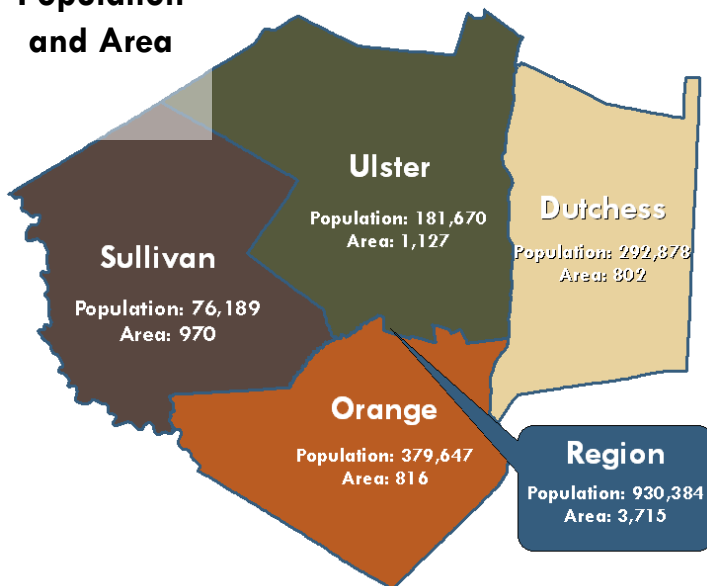 Population
and Area
Ulster
Population: 181,670
Area: 1,127
Dutchess
Population: 292,878
Area: 802
Sullivan
Population: 76,189
Area: 970
Orange
Population: 379,647
Area: 816
Region
Population: 930,384
Area: 3,715